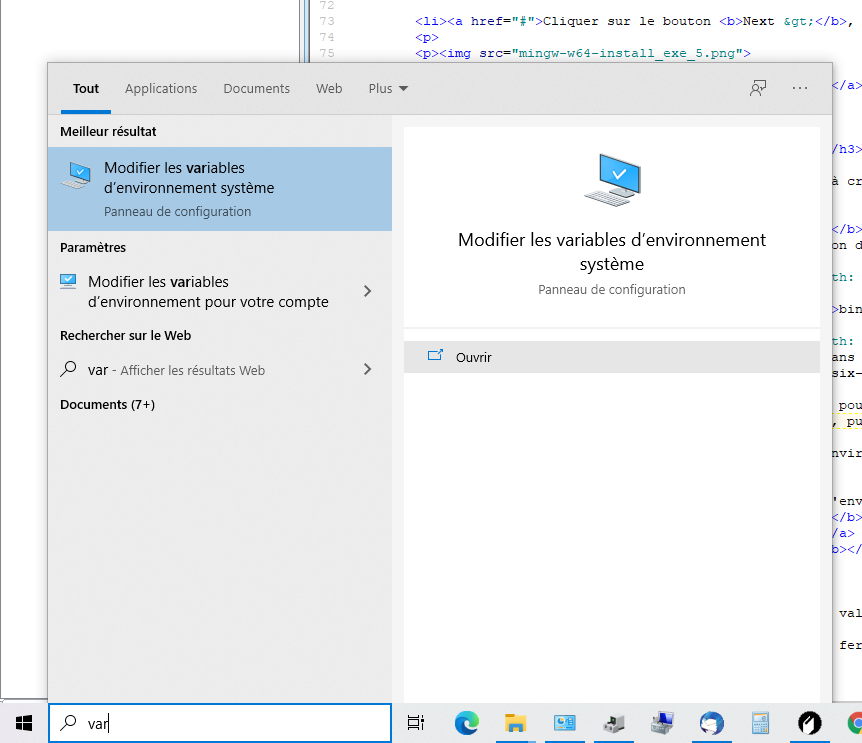 72
73 <li><a href="#">Cliquer sur le bouton <b>Next &gt;</b>,
74 <p>
75 <p><img src="mingw-w64-install_exe_5.png">
Tout Applications Documents Web Plus
Meilleur résultat
Modifier les variables
d'environnement système
Panneau de configuration
Paramètres
Modifier les variables
d'environnement pour votre compte
Rechercher sur le Web
var - Afficher les résultats Web
Documents (7+)
Modifier les variables d'environnement
système
Panneau de configuration
Ouvrir
</a>
/h3>
à cr
</b>
on d
th:
>bin
th:
ans
six-
pou
, pu
nvir
'env
</b>
/a>
b></
val
fer
var